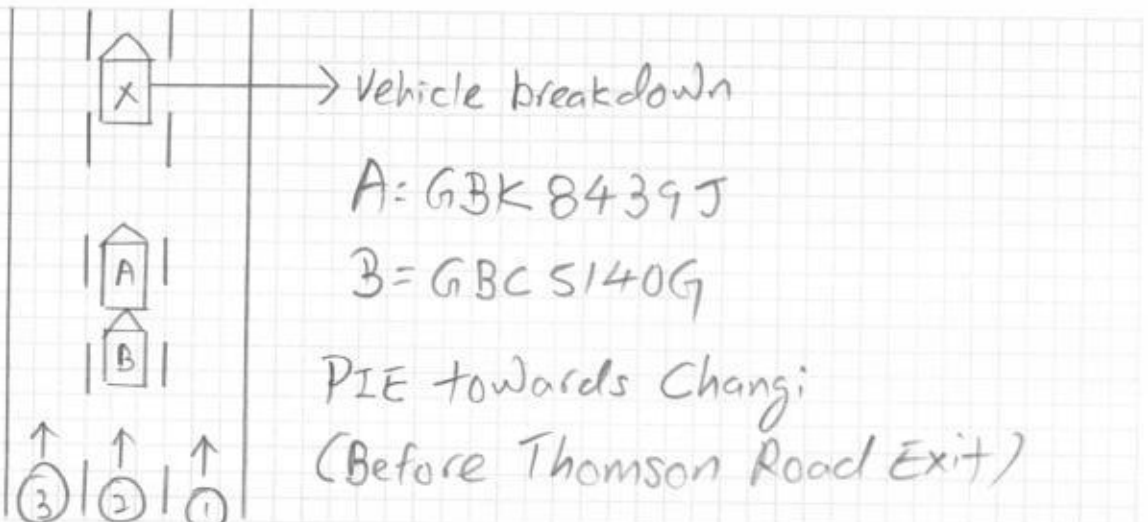 X
Vehicle breakdown
A: GBK 8439J
A
B = GBC 5140G
B
PIE towards Changi
(Before Thomson Road Exit)
3 2 1